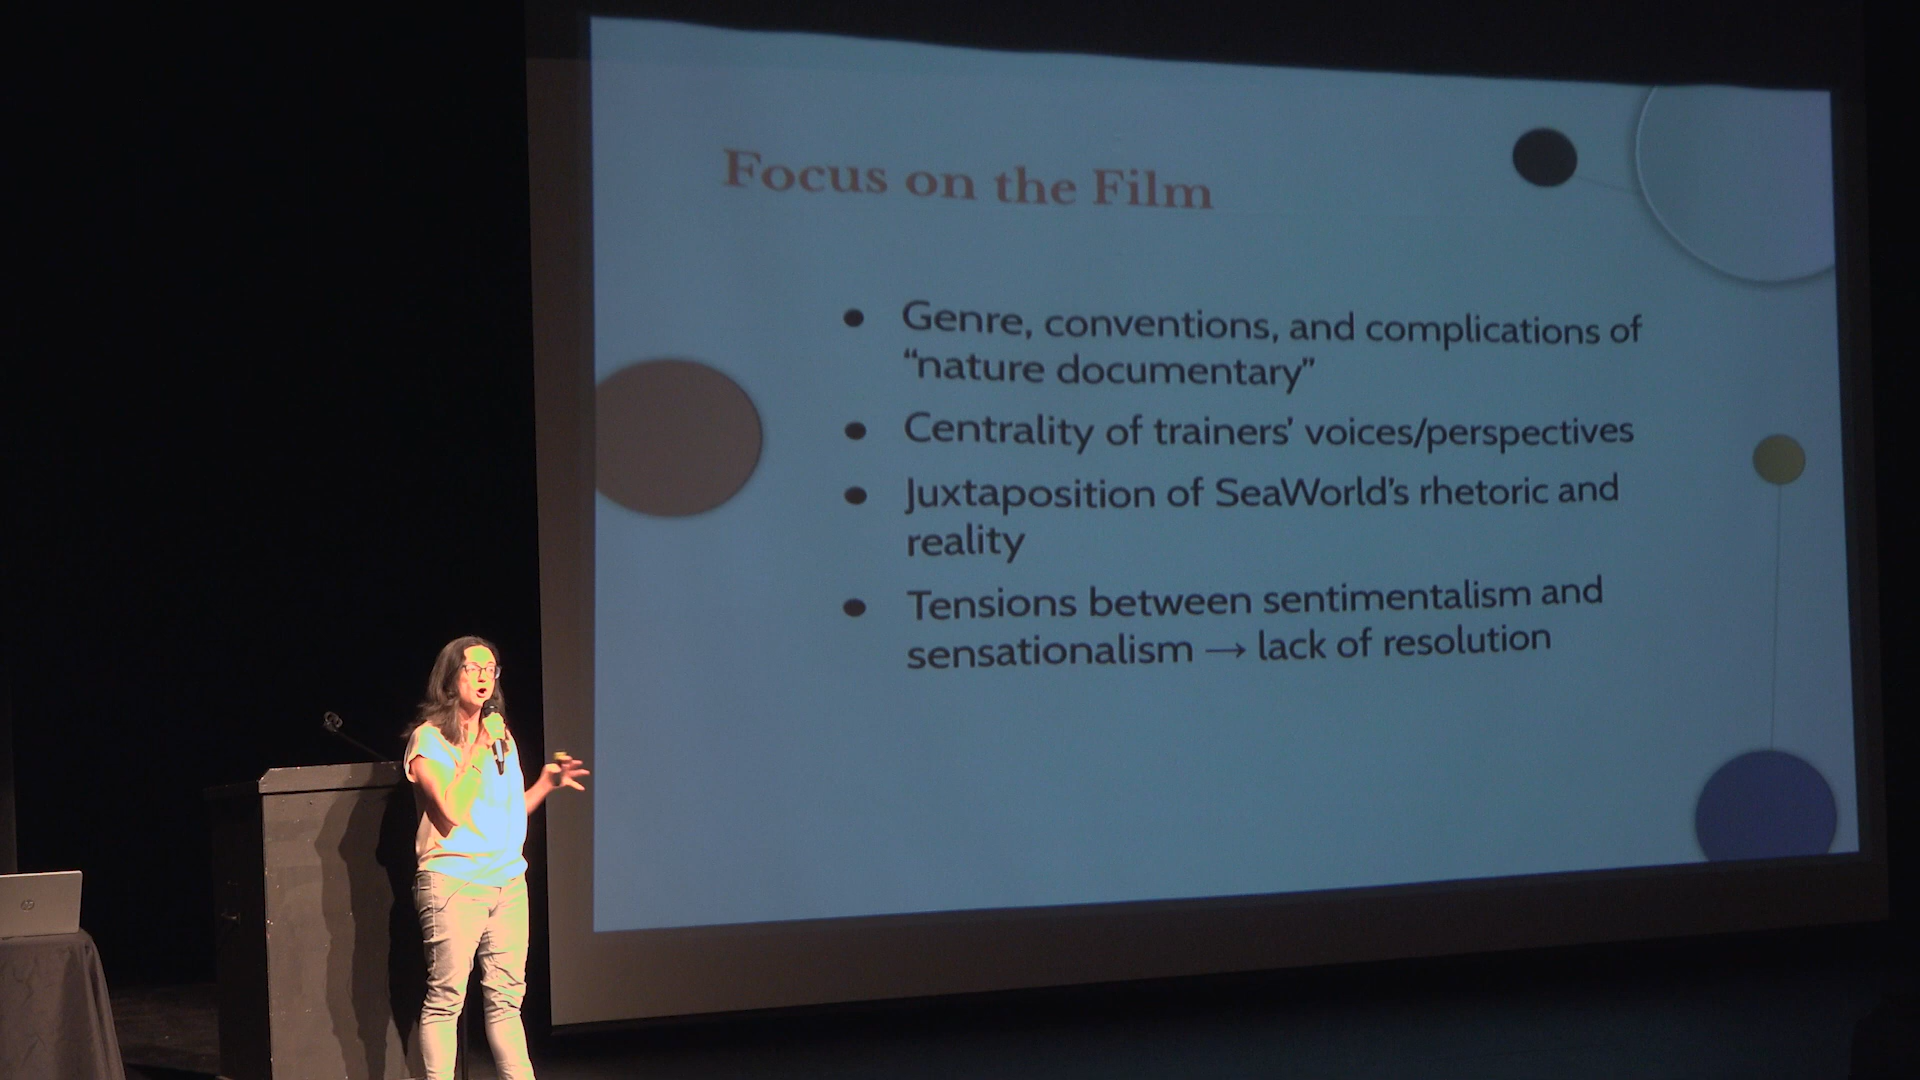 Focus on the Film
● Genre, conventions, and complications of
“nature documentary”
● Centrality of trainers’ voices/perspectives
● Juxtaposition of SeaWorld’s rhetoric and
reality
● Tensions between sentimentalism and
sensationalism → lack of resolution
hp